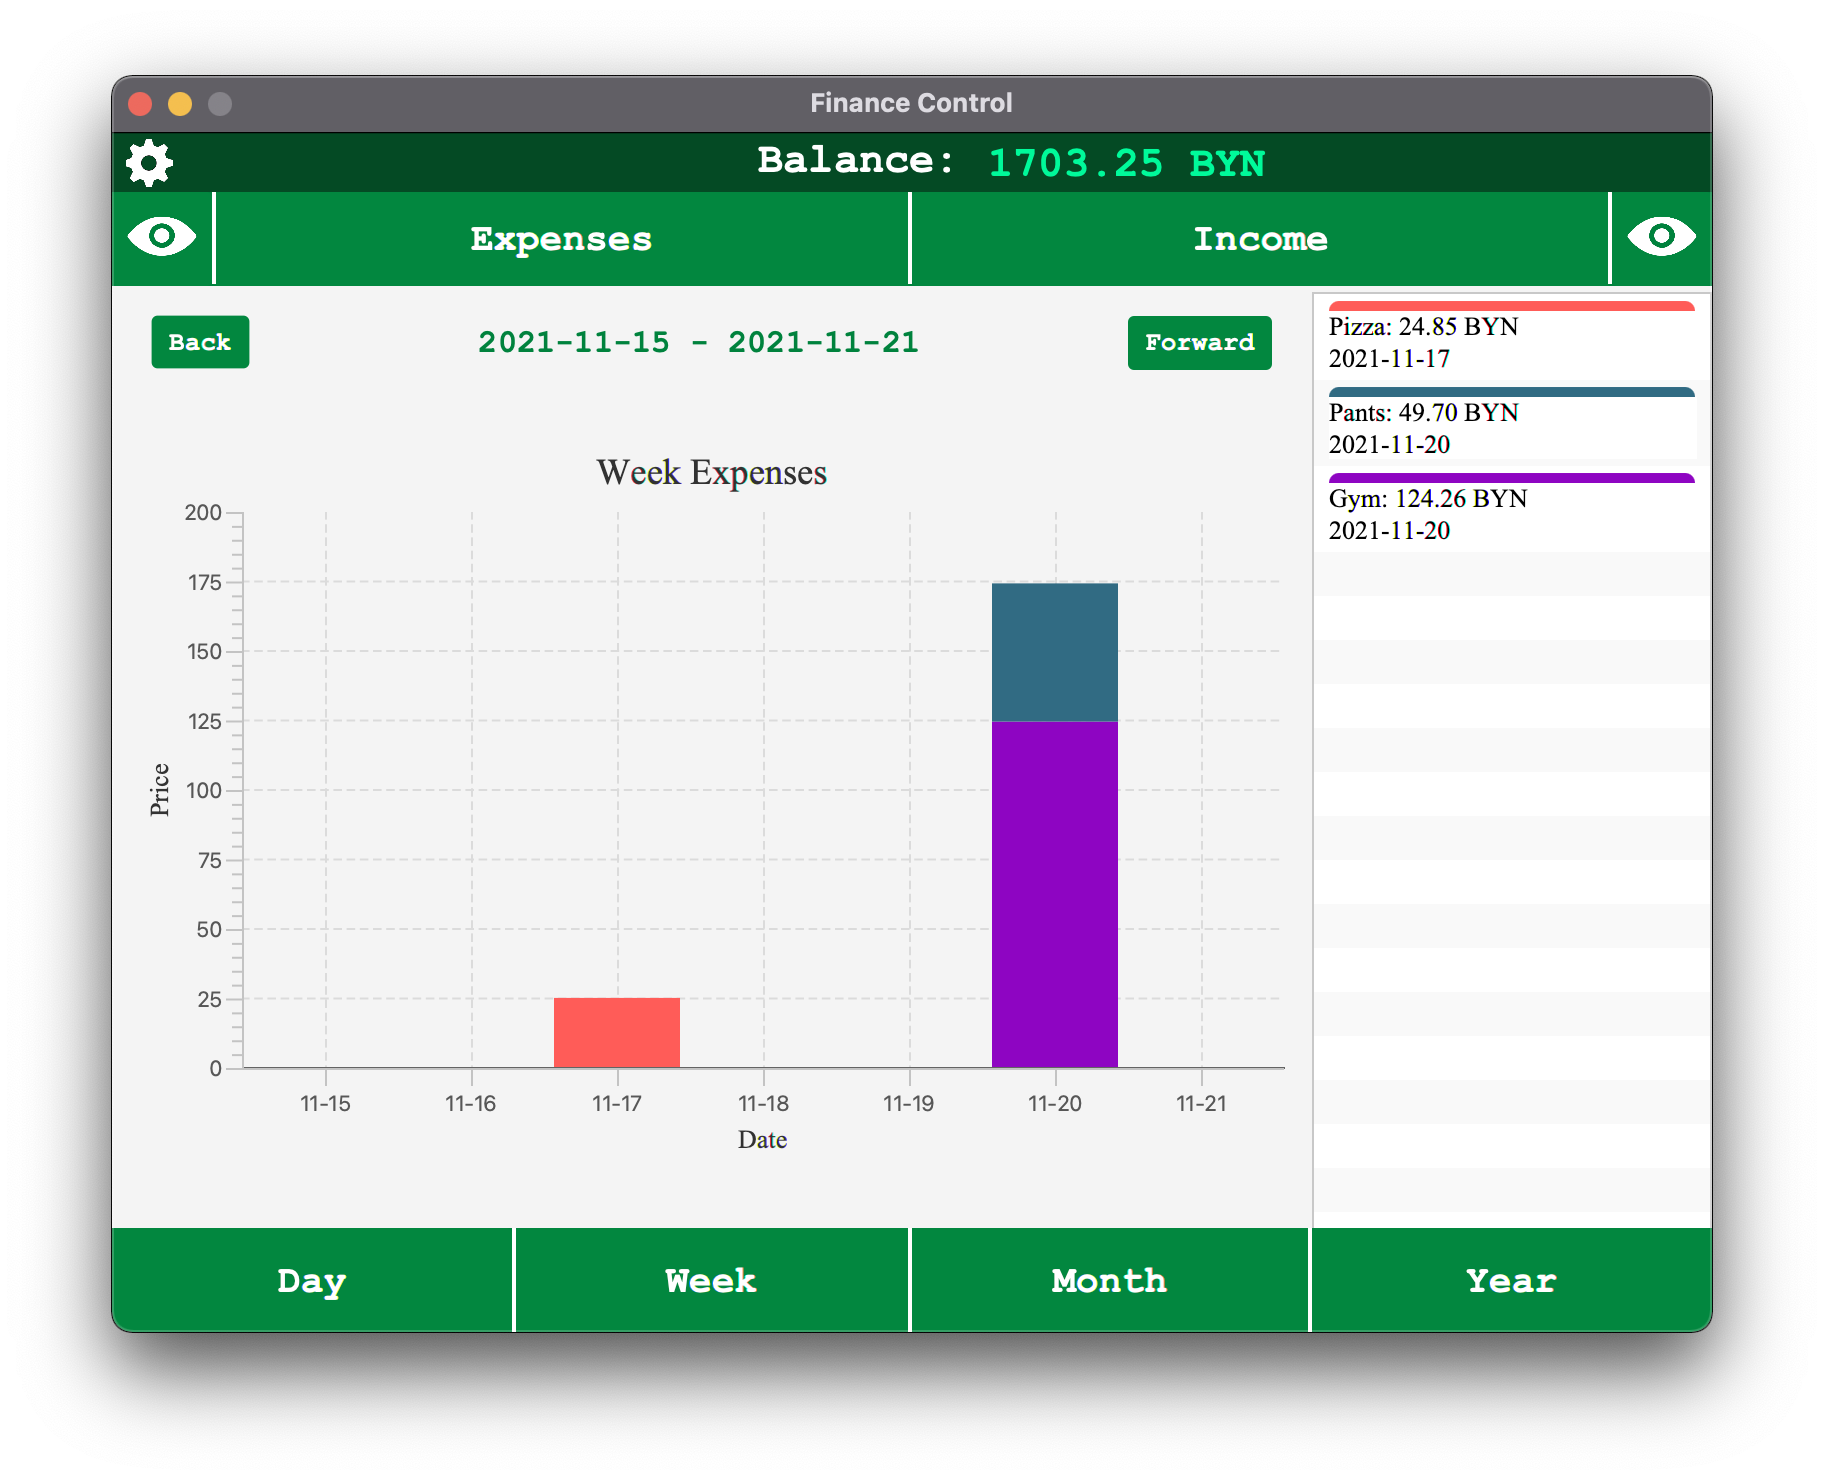 Finance Control
Balance: 1703.25 BYN
Expenses
Income
Back
2021-11-15 - 2021-11-21
Forward
Pizza: 24.85 BYN
2021-11-17
Pants: 49.70 BYN
2021-11-20
Gym: 124.26 BYN
2021-11-20
Week Expenses
200
175
150
125
100
75
50
25
0
Price
11-15
11-16
11-17
11-18
11-19
11-20
11-21
Date
Day
Week
Month
Year